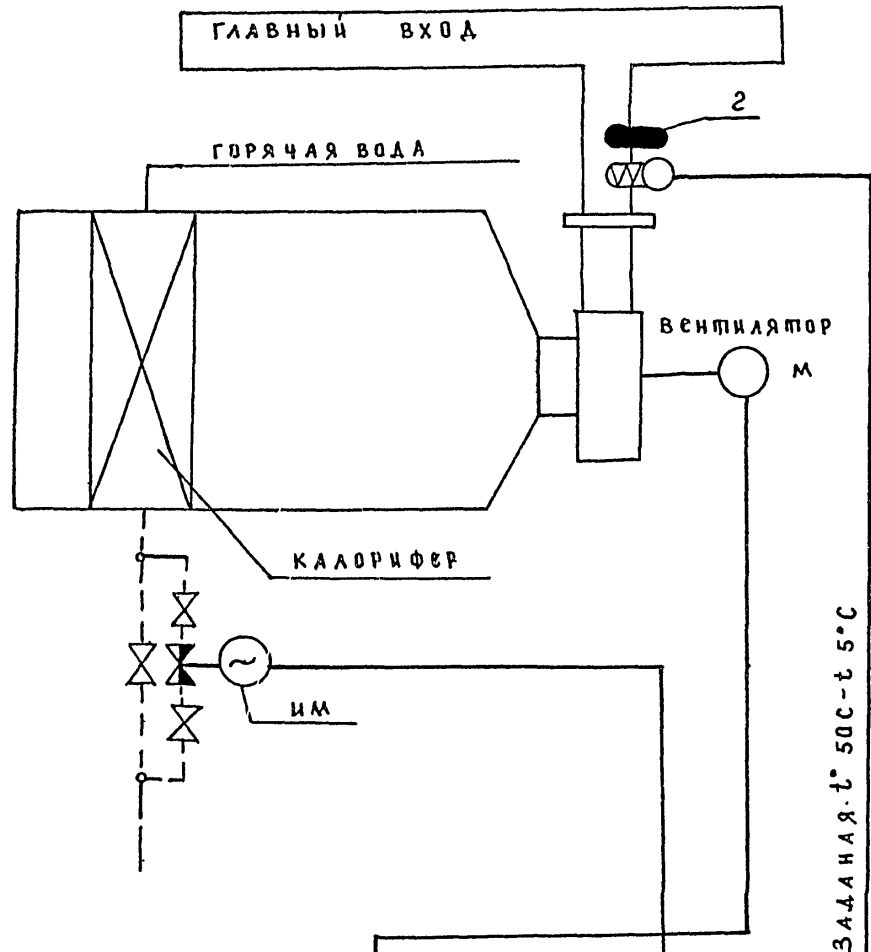 ГЛАВНЫЙ ВХОД
2
ГОРЯЧАЯ ВОДА
ВЕНТИЛЯТОР
М
КАЛОРИФЕР
~
ИМ
ЗАДАНАЯ t° 50С-t 5°С